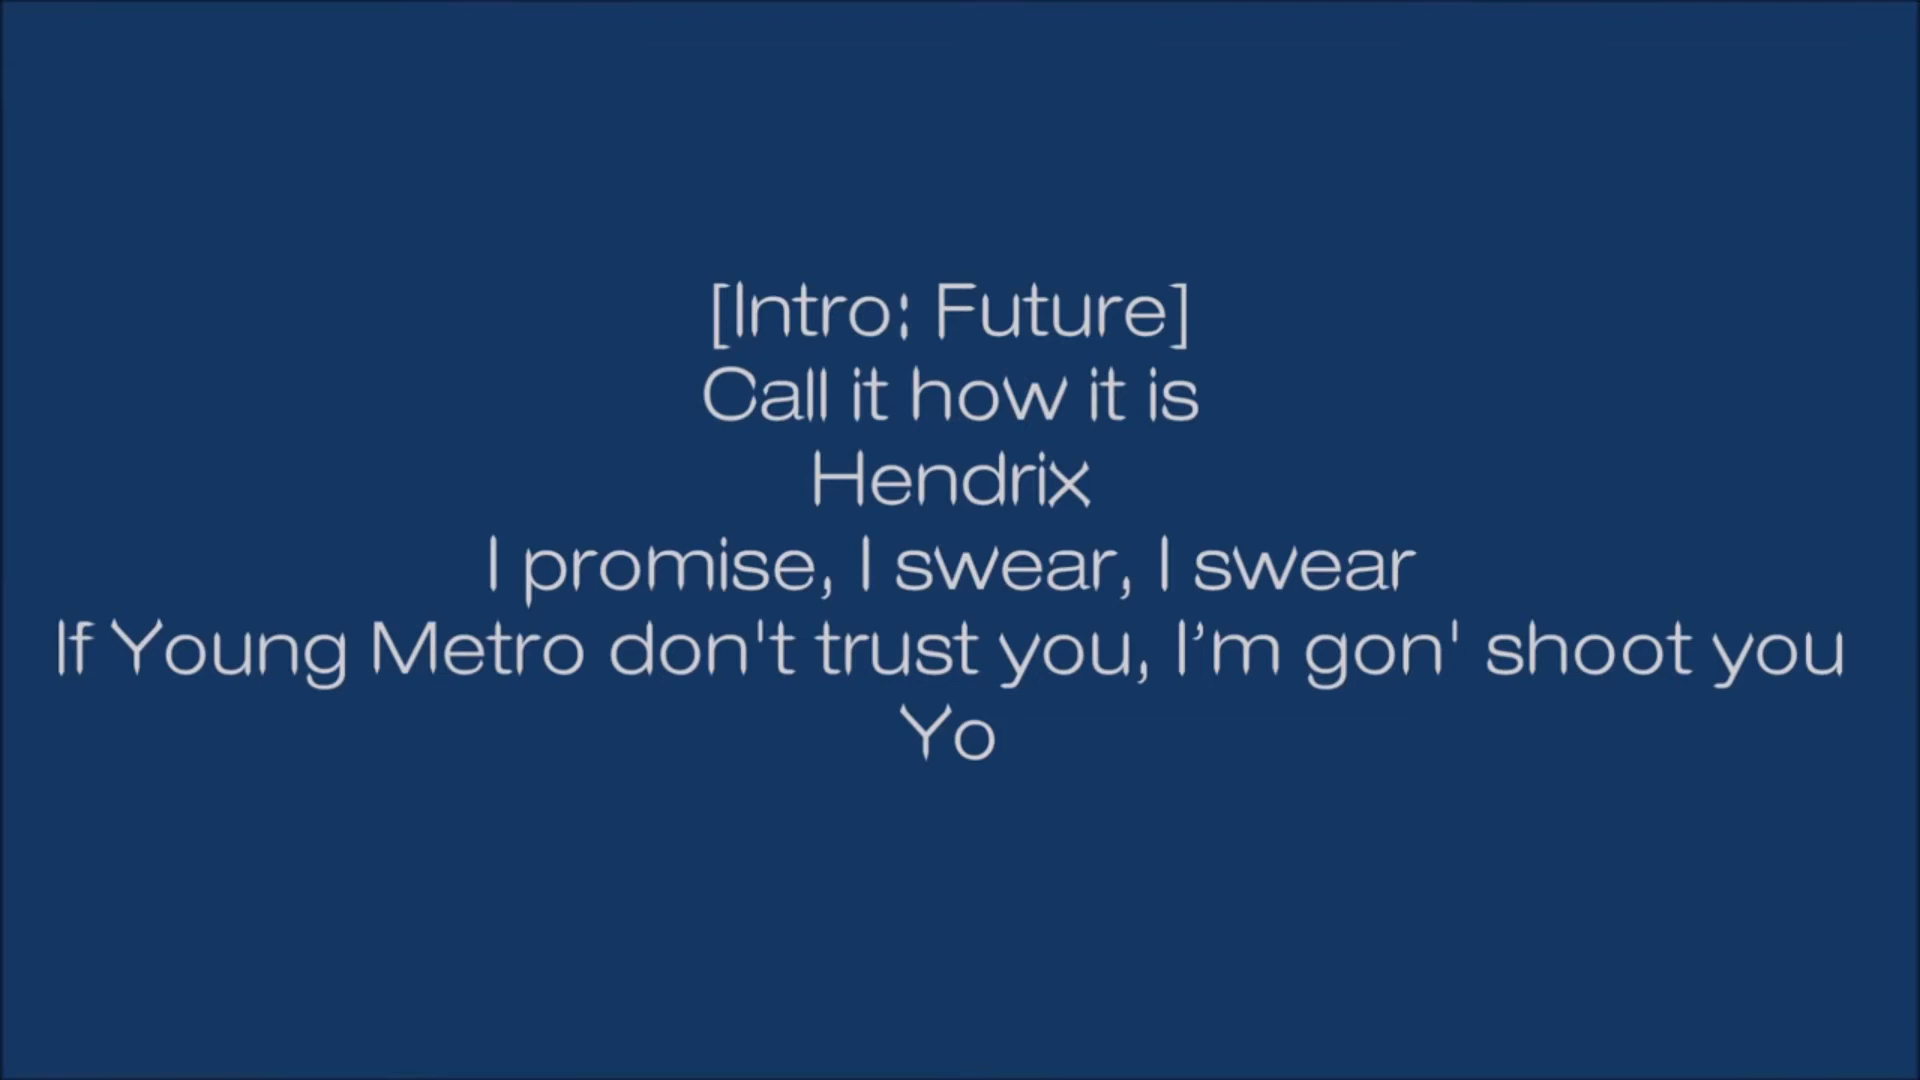 [Intro: Future]
Call it how it is
Hendrix
I promise, I swear, I swear
If Young Metro don't trust you, I’m gon' shoot you
Yo